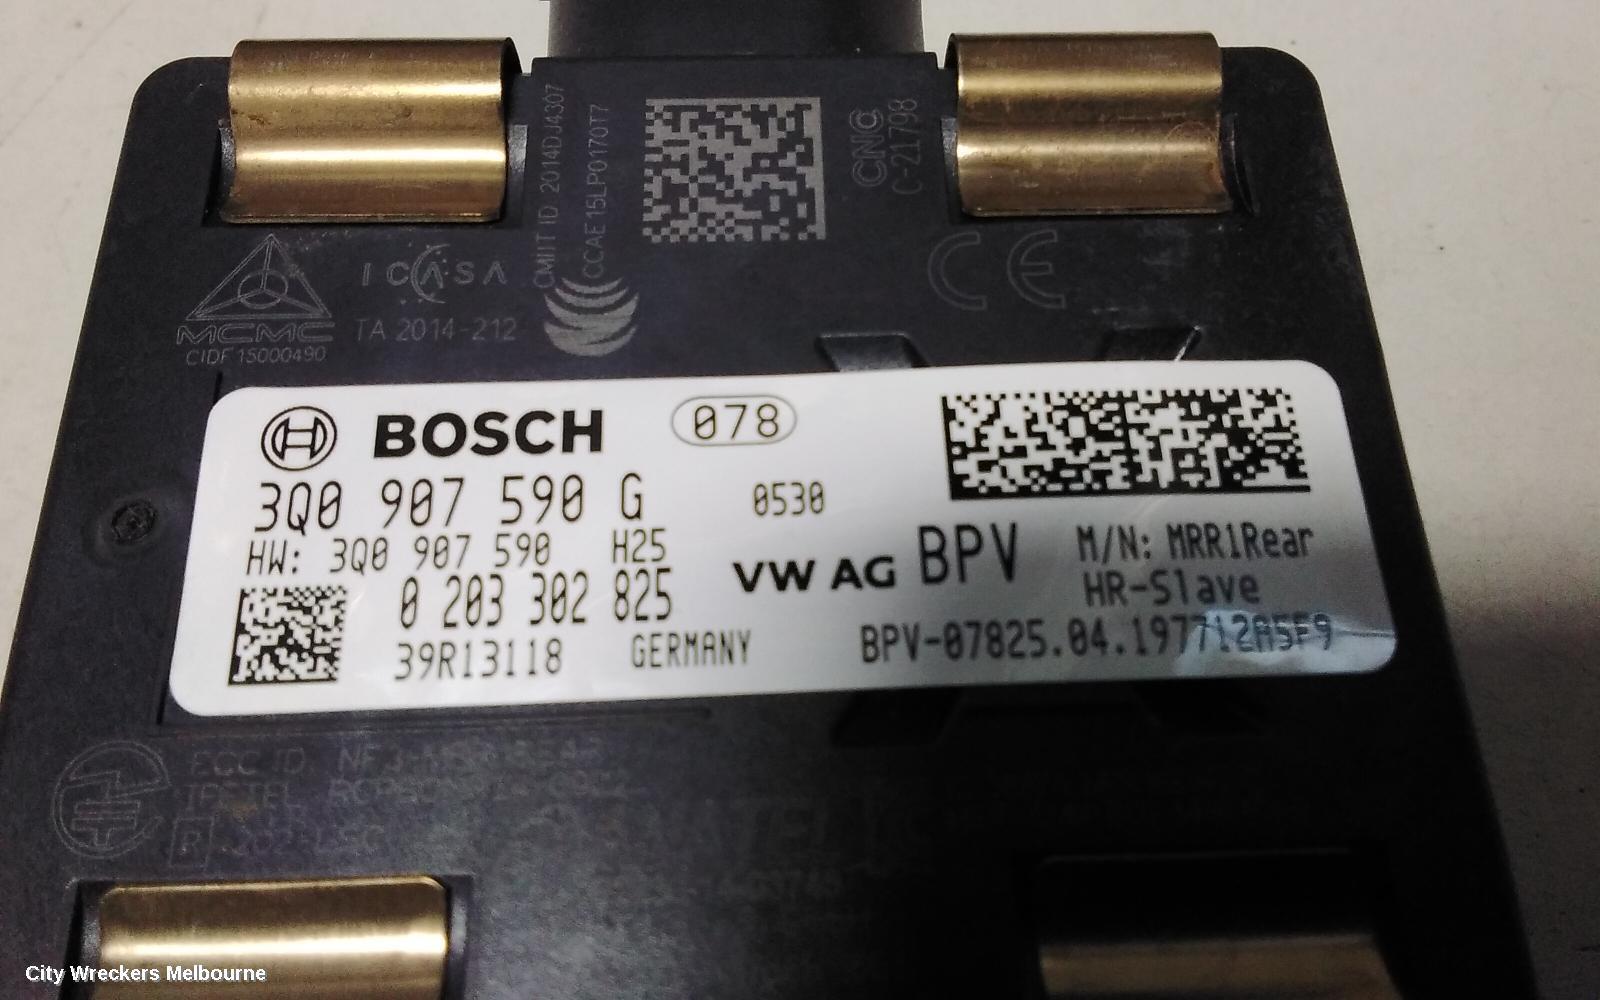 CMIIT ID 2014DJ4307
CCAE15LP0170T7
CNC
C-21798
ICASA
TA 2014-212
MCMC
CIDF15000490
CE
BOSCH
078
3Q0 907 590 G
0530
HW: 3Q0 907 590 H25
VW AG BPV
M/N: MRR1Rear
HR-Slave
0 203 302 825
39R13118
GERMANY
BPV-07825.04.197712A5F9
City Wreckers Melbourne